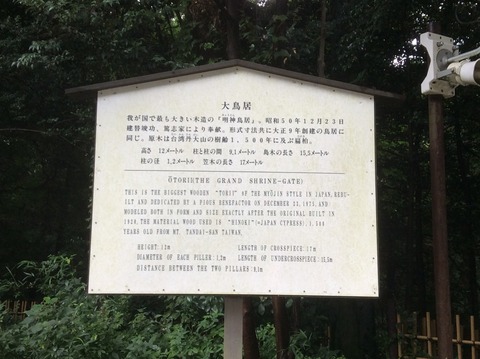 大鳥居
我が国で最も大きい木造の「明神鳥居」。昭和50年12月23日
建替竣功、篤志家により奉献。形式寸法共に大正9年創建の鳥居に
同じ。原木は台湾丹大山の樹齢1,500年に及ぶ扁柏。
高さ 12メートル 柱と柱の間 9.1メートル 島木の長さ 15.5メートル
柱の径 1.2メートル 笠木の長さ 17メートル
ŌTORII(THE GRAND SHRINE-GATE)
THIS IS THE BIGGEST WOODEN "TORII" OF THE MYŌJIN STYLE IN JAPAN, REBU-
ILT AND DEDICATED BY A PIOUS BENEFACTOR ON DECEMBER 23, 1975, AND
MODELED BOTH IN FORM AND SIZE EXACTLY AFTER THE ORIGINAL BUILT IN
1920. THE MATERIAL WOOD USED IS "HINOKI"(=JAPAN CYPRESS), 1,500
YEARS OLD FROM MT. TANDAI-SAN TAIWAN.
HEIGHT:12m LENGTH OF CROSSPIECE:17m
DIAMETER OF EACH PILLER:1.2m LENGTH OF UNDERCROSSPIECE:15.5m
DISTANCE BETWEEN THE TWO PILLARS:9.1m